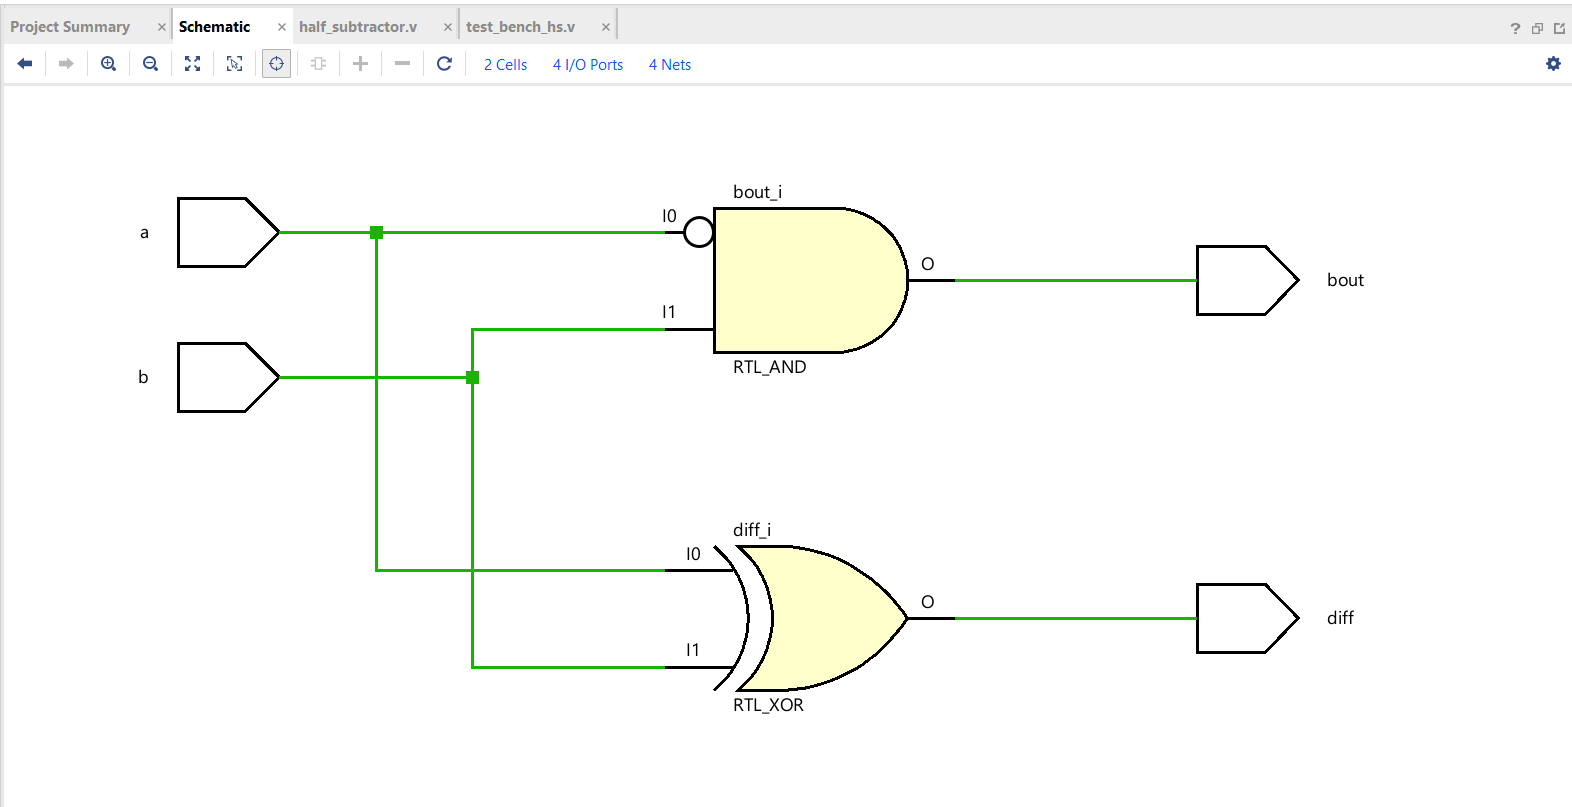 Project Summary × Schematic × half_subtractor.v × test_bench_hs.v × ?
2 Cells 4 I/O Ports 4 Nets
bout_i
I0
a
O
bout
I1
RTL_AND
b
diff_i
I0
O
diff
I1
RTL_XOR